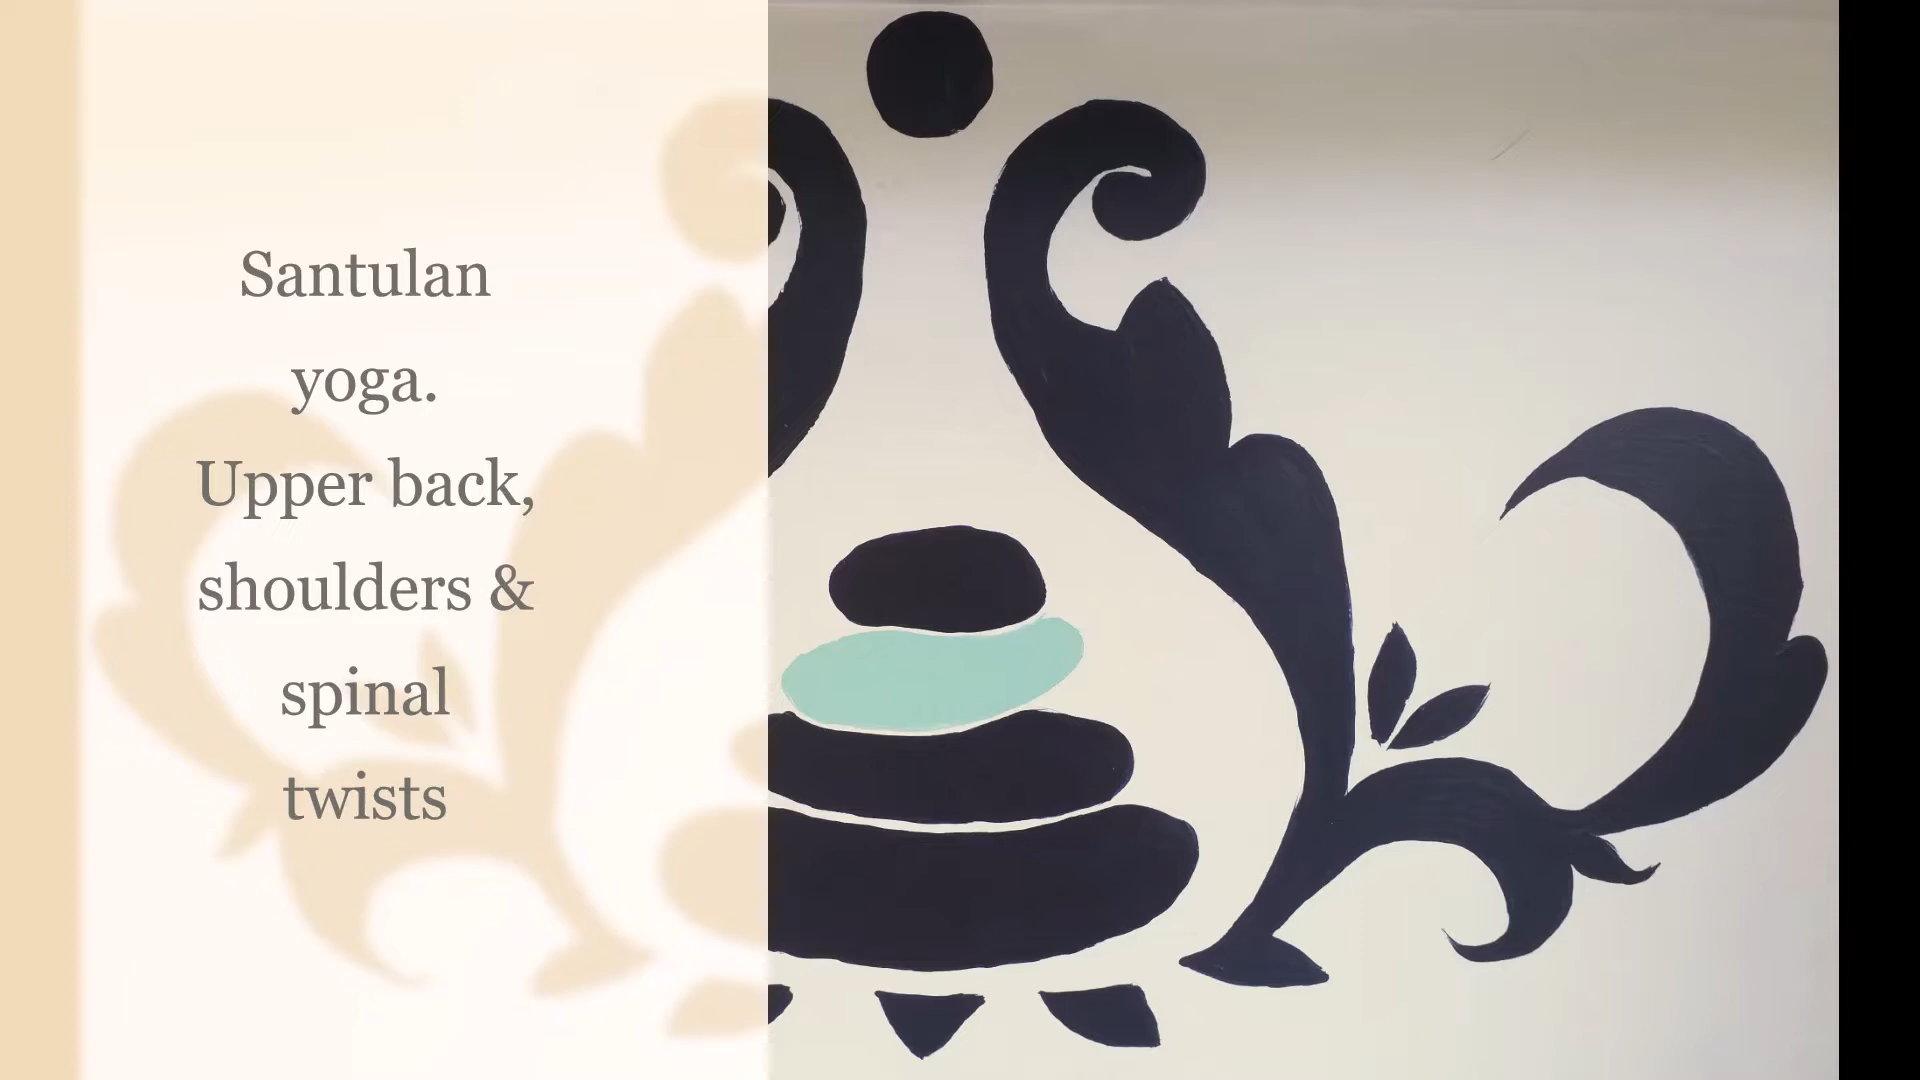 Santulan
yoga.
Upper back,
shoulders &
spinal
twists